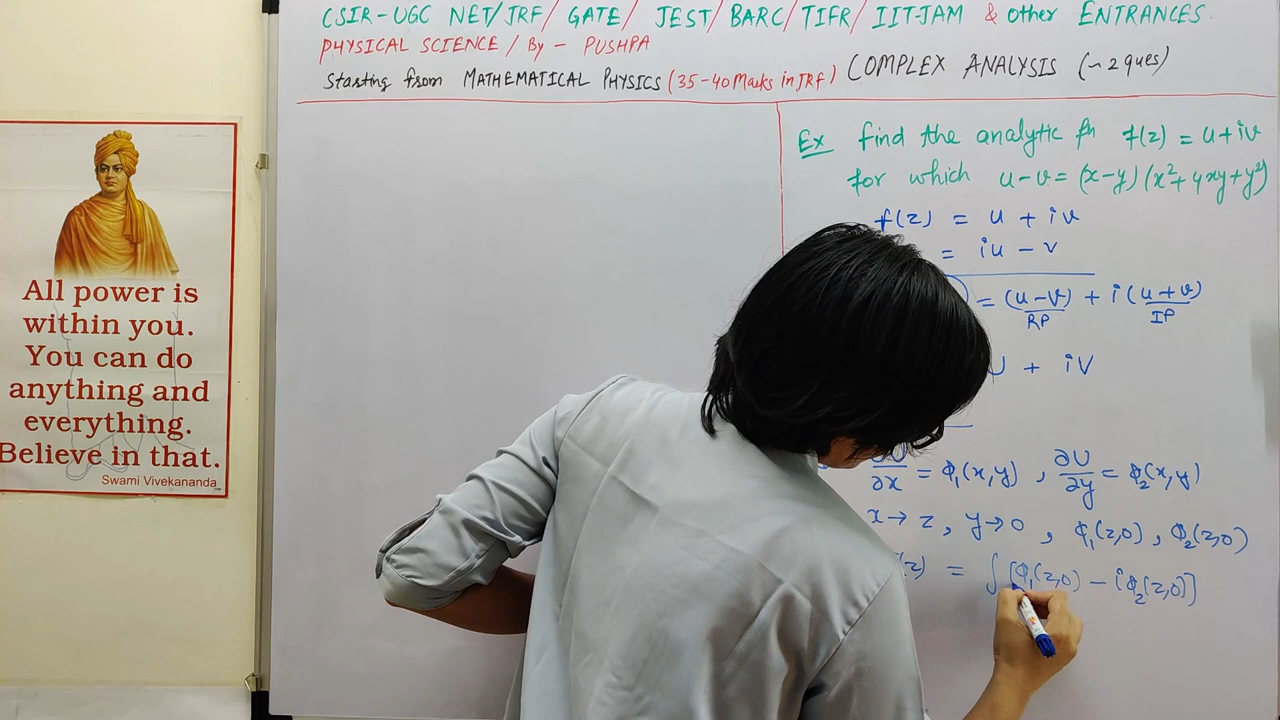 CSIR-UGC NET/JRF/ GATE/ JEST/ BARC/ TIFR/ IIT-JAM & other ENTRANCES.
PHYSICAL SCIENCE / By - PUSHPA
Starting from MATHEMATICAL PHYSICS (35-40 Marks in JRF) COMPLEX ANALYSIS (~2 ques)
All power is
within you.
You can do
anything and
everything.
Believe in that.
Swami Vivekananda
Ex find the analytic fn f(z) = u+iv
for which u-v = (x-y)(x²+4xy+y²)
f(z) = u + iv
= iu - v
= (u-v) + i(u+v)
RP IP
U + iV
∂U/∂x = φ₁(x,y) , ∂U/∂y = φ₂(x,y)
x→z, y→0 , φ₁(z,0) , φ₂(z,0)
(z) = ∫[φ₁(z,0) - iφ₂(z,0)]